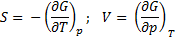 S = −(∂G/∂T)_p ;  V = (∂G/∂p)_T